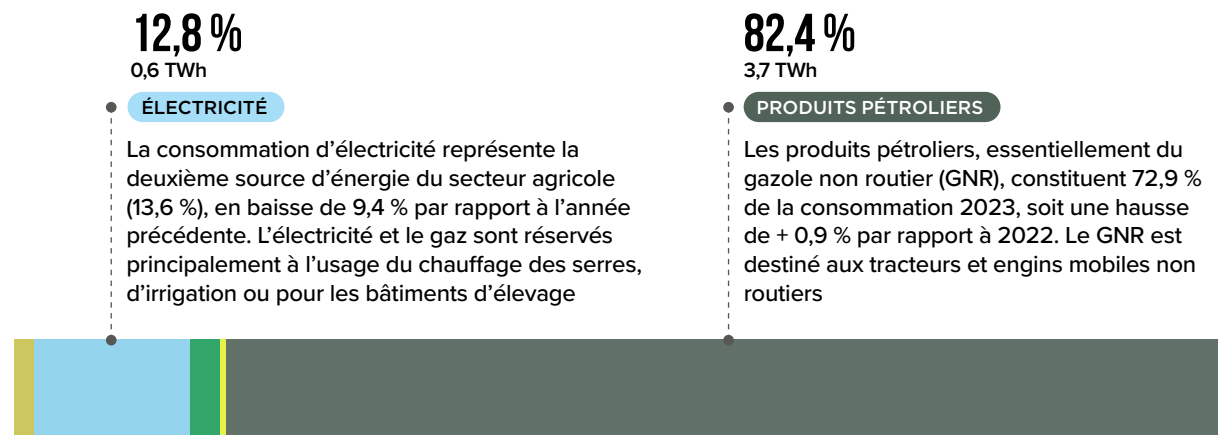 12,8 %
0,6 TWh
ÉLECTRICITÉ
La consommation d’électricité représente la
deuxième source d’énergie du secteur agricole
(13,6 %), en baisse de 9,4 % par rapport à l’année
précédente. L’électricité et le gaz sont réservés
principalement à l’usage du chauffage des serres,
d’irrigation ou pour les bâtiments d’élevage
82,4 %
3,7 TWh
PRODUITS PÉTROLIERS
Les produits pétroliers, essentiellement du
gazole non routier (GNR), constituent 72,9 %
de la consommation 2023, soit une hausse
de + 0,9 % par rapport à 2022. Le GNR est
destiné aux tracteurs et engins mobiles non
routiers